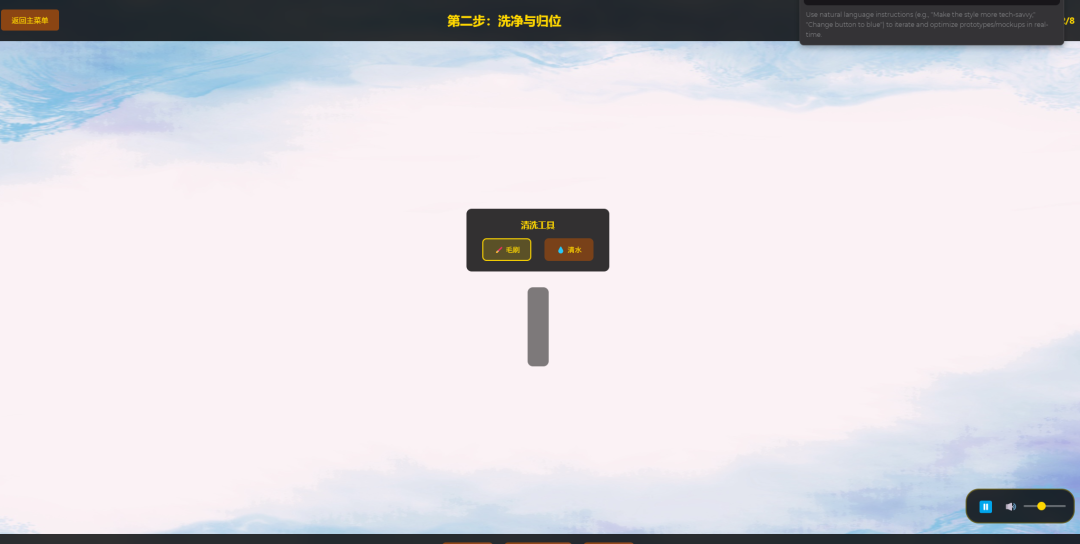 返回主菜单
第二步：洗净与归位
Use natural language instructions (e.g., "Make the style more tech-savvy,"
"Change button to blue") to iterate and optimize prototypes/mockups in real-
time.
/8
清洗工具
毛刷
清水